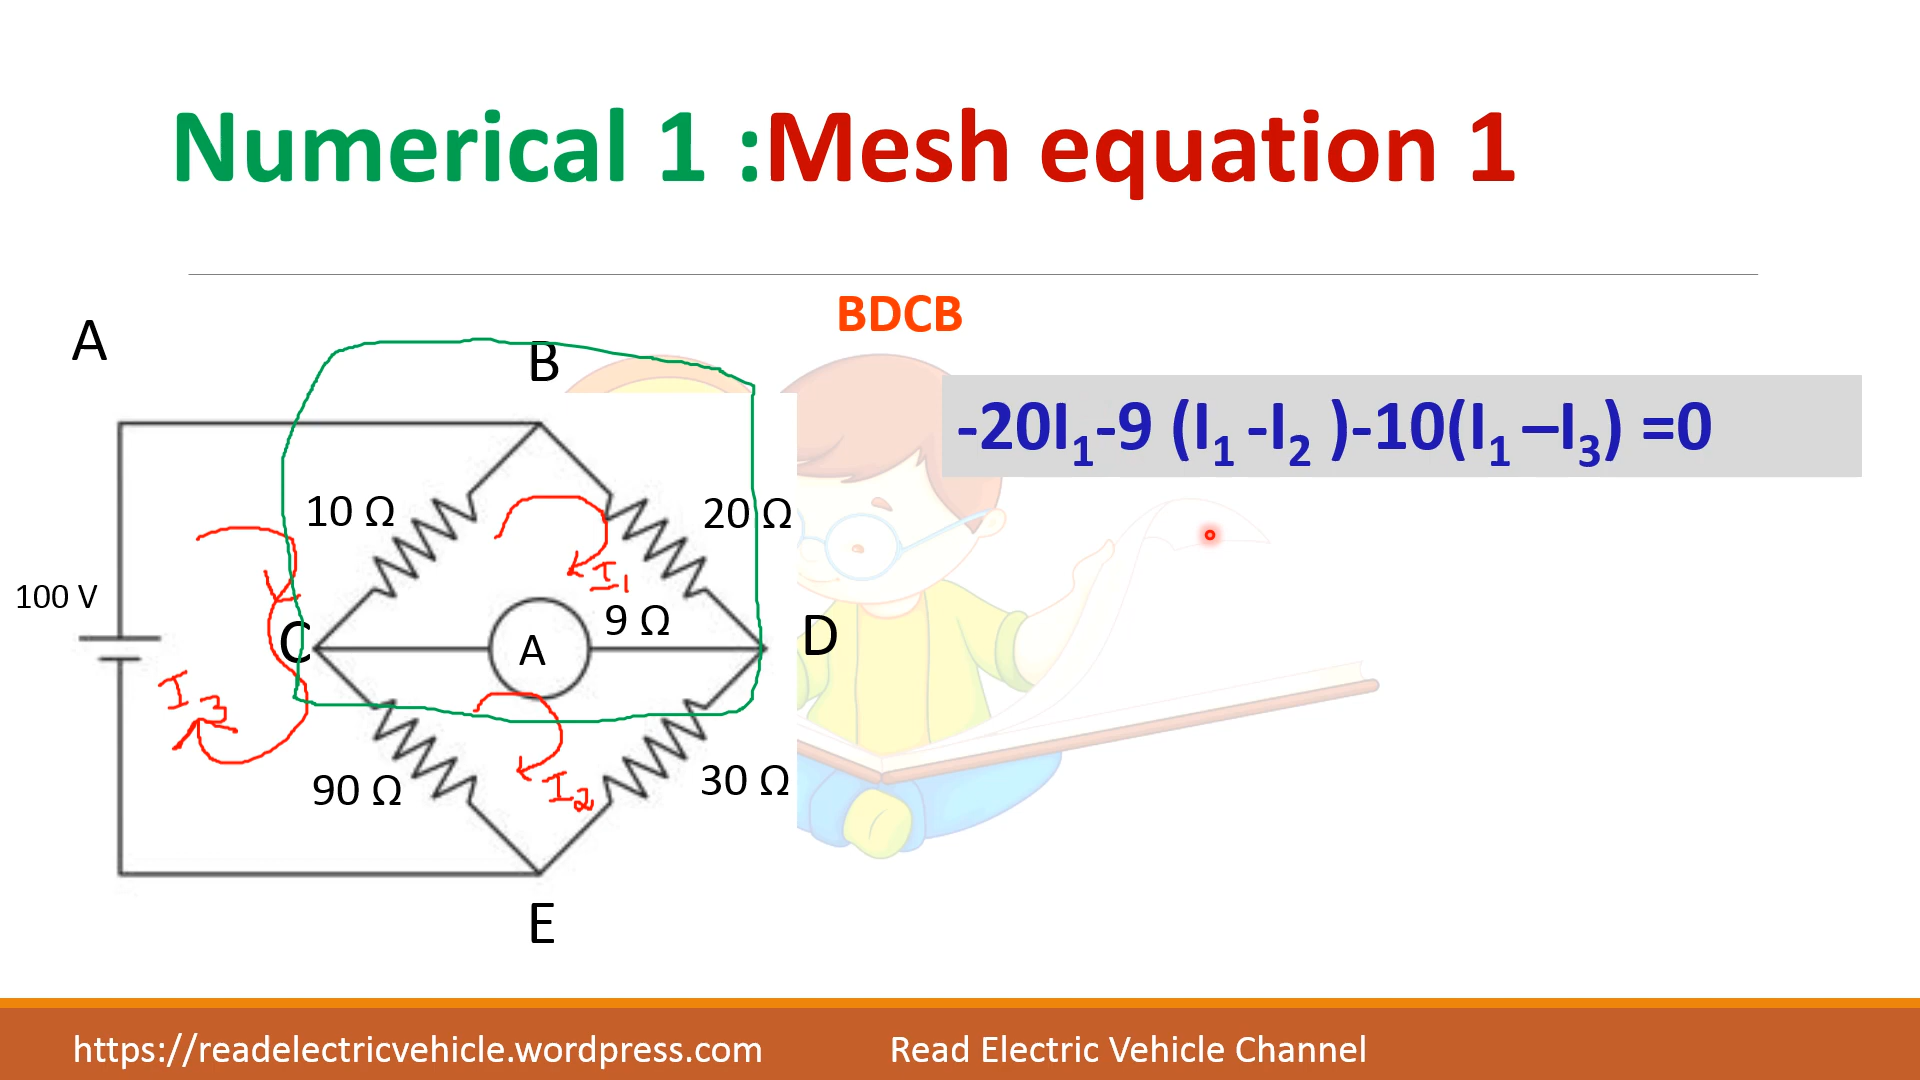 Numerical 1 :Mesh equation 1
BDCB
-20I₁-9 (I₁ -I₂ )-10(I₁ –I₃) =0
A
B
10 Ω
20 Ω
I₁
100 V
9 Ω
C
A
D
I₃
90 Ω
I₂
30 Ω
E
https://readelectricvehicle.wordpress.com
Read Electric Vehicle Channel